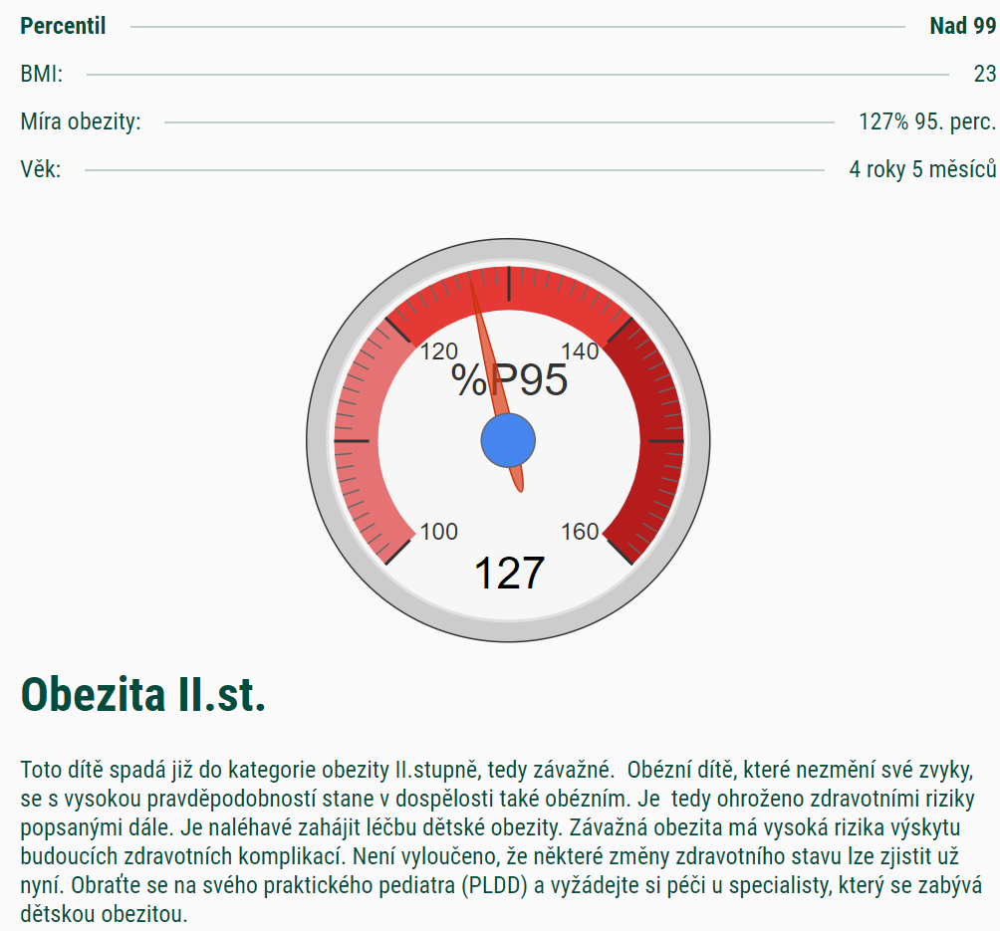 Percentil Nad 99
BMI: 23
Míra obezity: 127% 95. perc.
Věk: 4 roky 5 měsíců
120 140
%P95
100 160
127
Obezita II.st.
Toto dítě spadá již do kategorie obezity II.stupně, tedy závažné.  Obézní dítě, které nezmění své zvyky,
se s vysokou pravděpodobností stane v dospělosti také obézním. Je  tedy ohroženo zdravotními riziky
popsanými dále. Je naléhavé zahájit léčbu dětské obezity. Závažná obezita má vysoká rizika výskytu
budoucích zdravotních komplikací. Není vyloučeno, že některé změny zdravotního stavu lze zjistit už
nyní. Obraťte se na svého praktického pediatra (PLDD) a vyžádejte si péči u specialisty, který se zabývá
dětskou obezitou.